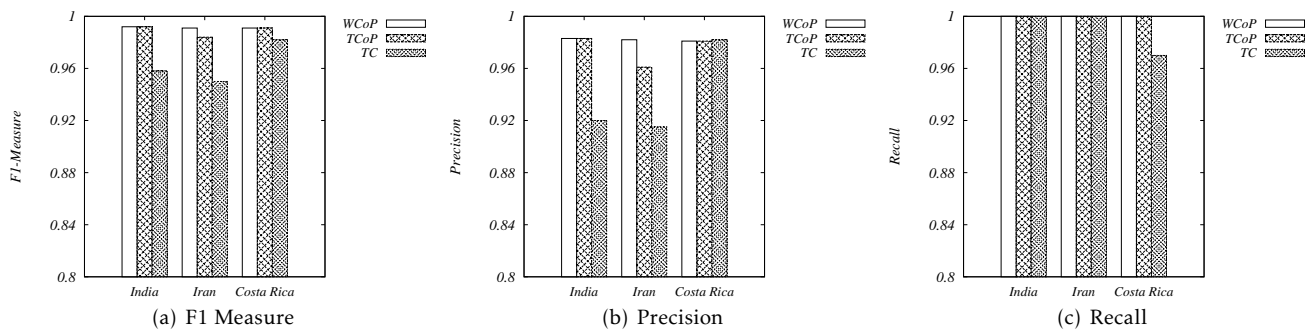 1
0.96
0.92
0.88
0.84
0.8
F1-Measure
India Iran Costa Rica
WCoP
TCoP
TC
(a) F1 Measure
1
0.96
0.92
0.88
0.84
0.8
Precision
India Iran Costa Rica
WCoP
TCoP
TC
(b) Precision
1
0.96
0.92
0.88
0.84
0.8
Recall
India Iran Costa Rica
WCoP
TCoP
TC
(c) Recall